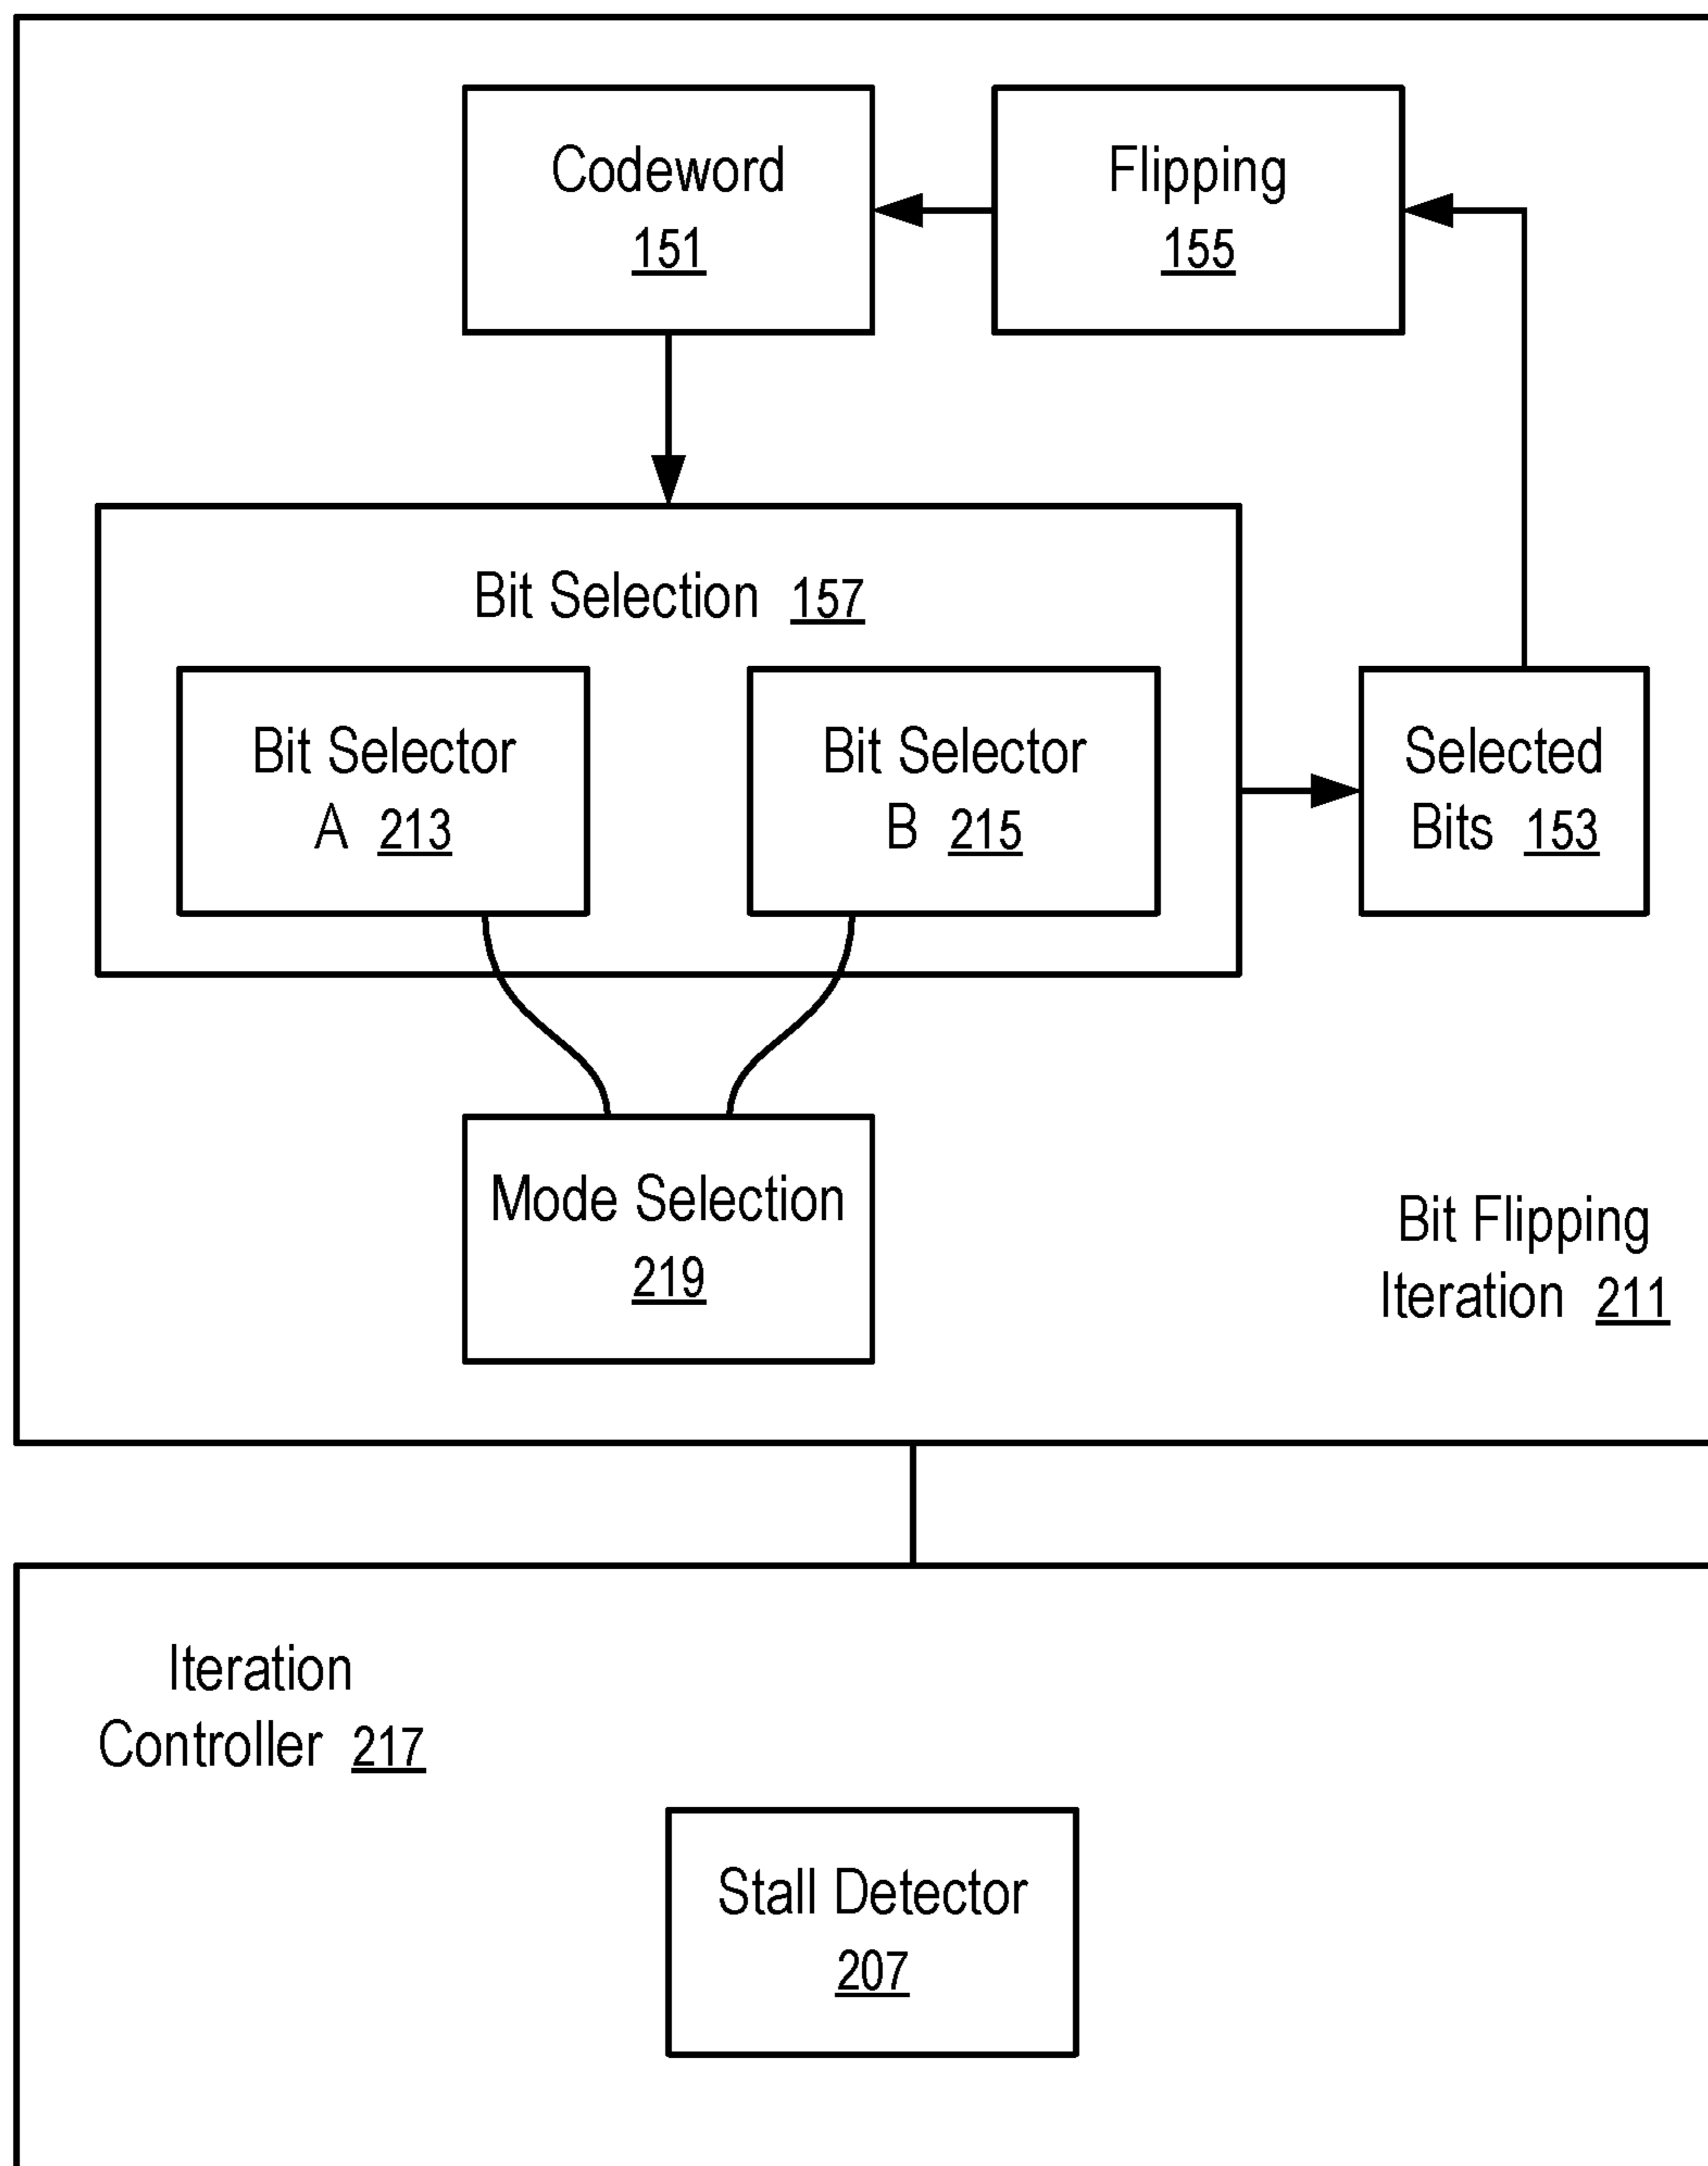 Codeword
151
Flipping
155
Bit Selection 157
Bit Selector
A 213
Bit Selector
B 215
Selected
Bits 153
Mode Selection
219
Bit Flipping
Iteration 211
Iteration
Controller 217
Stall Detector
207